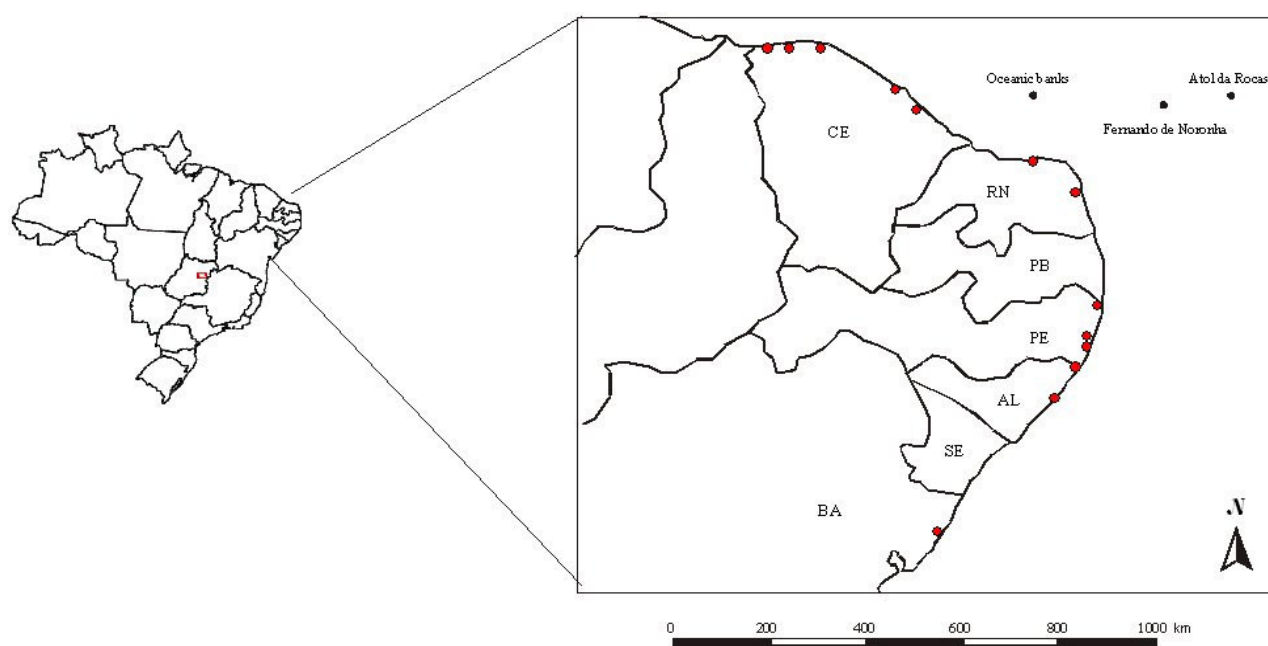 Oceanic banks
Atol da Rocas
Fernando de Noronha
CE
RN
PB
PE
AL
SE
BA
N
0 200 400 600 800 1000 km